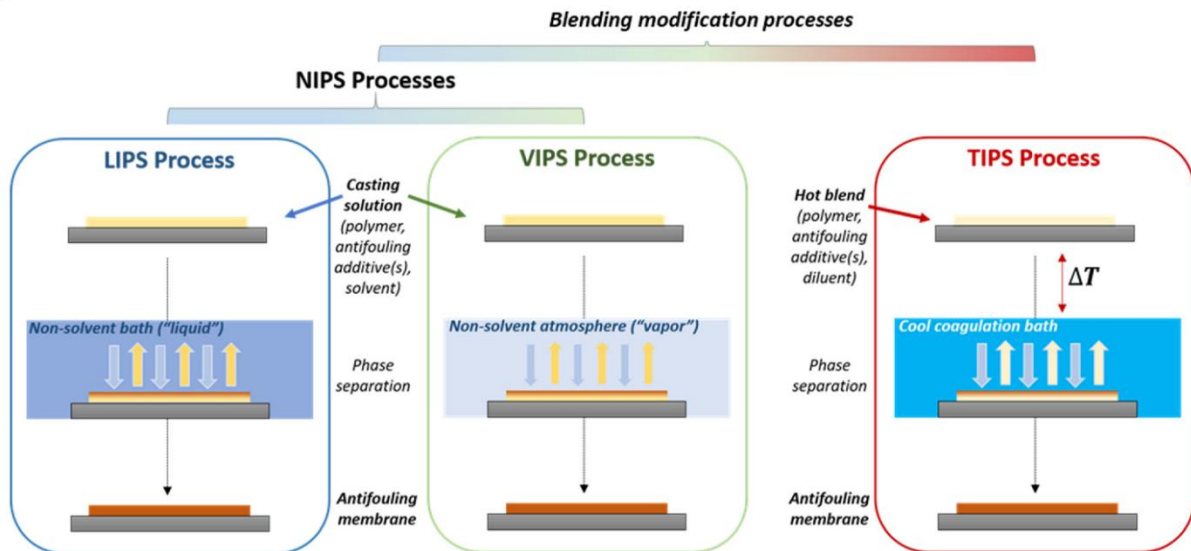 Blending modification processes
NIPS Processes
LIPS Process
VIPS Process
TIPS Process
Casting
solution
(polymer,
antifouling
additive(s),
solvent)
Hot blend
(polymer,
antifouling
additive(s),
diluent)
ΔT
Non-solvent bath (“liquid”)
Non-solvent atmosphere (“vapor”)
Cool coagulation bath
Phase
separation
Phase
separation
Antifouling
membrane
Antifouling
membrane